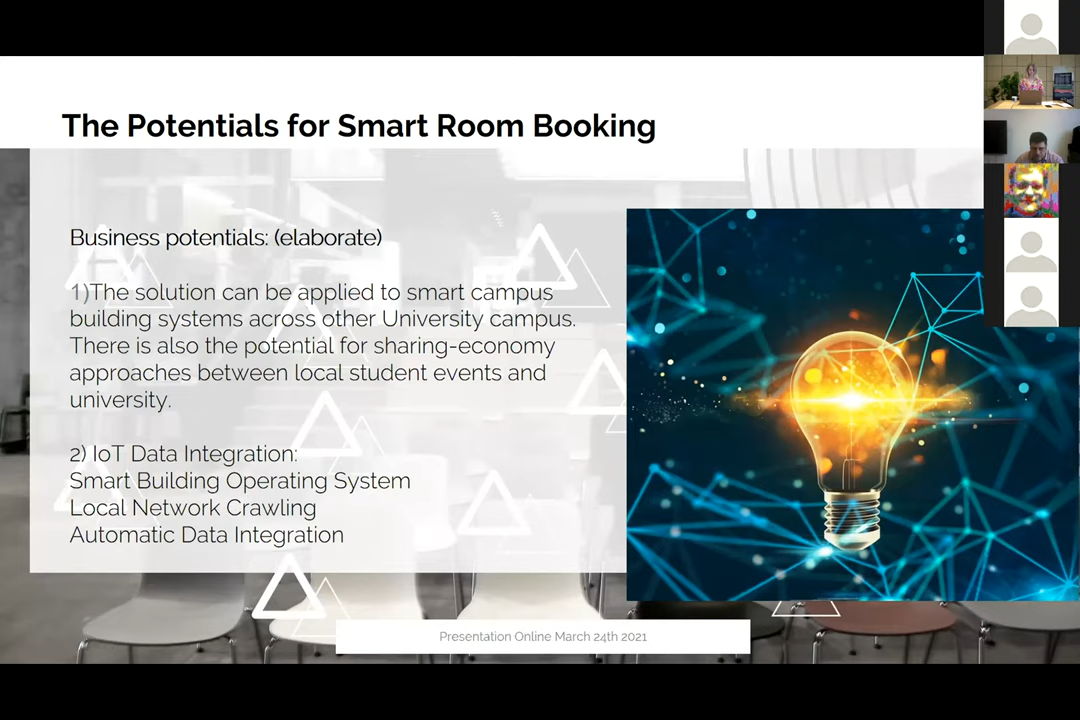 The Potentials for Smart Room Booking
Business potentials: (elaborate)
1)The solution can be applied to smart campus
building systems across other University campus.
There is also the potential for sharing-economy
approaches between local student events and
university.
2) IoT Data Integration:
Smart Building Operating System
Local Network Crawling
Automatic Data Integration
Presentation Online March 24th 2021